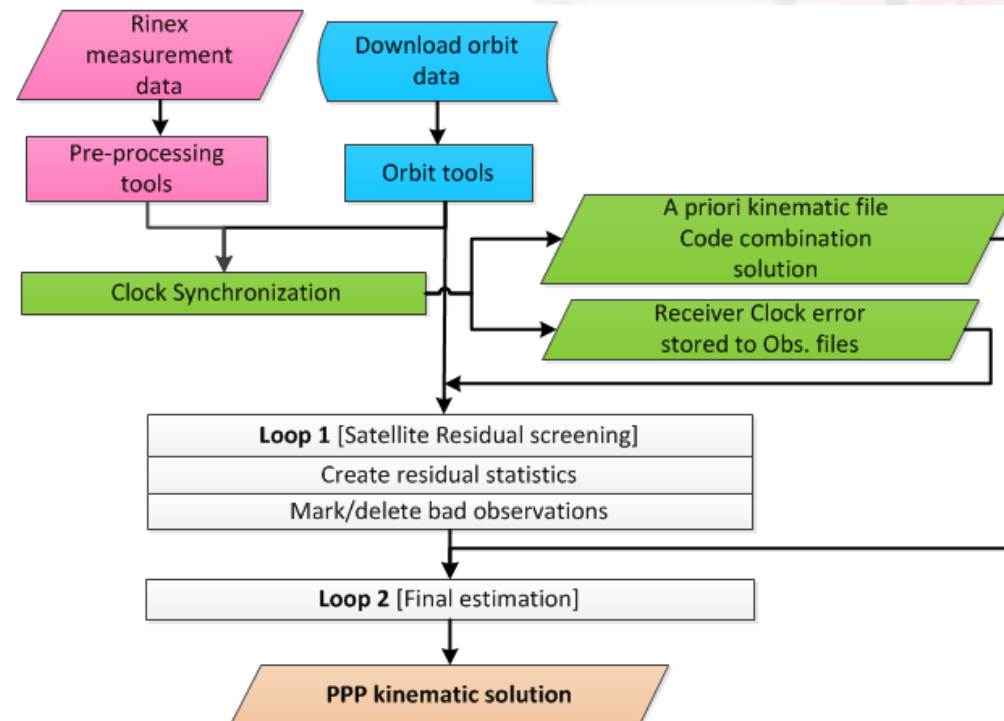 Rinex
measurement
data
Download orbit
data
Pre-processing
tools
Orbit tools
A priori kinematic file
Code combination
solution
Clock Synchronization
Receiver Clock error
stored to Obs. files
Loop 1 [Satellite Residual screening]
Create residual statistics
Mark/delete bad observations
Loop 2 [Final estimation]
PPP kinematic solution